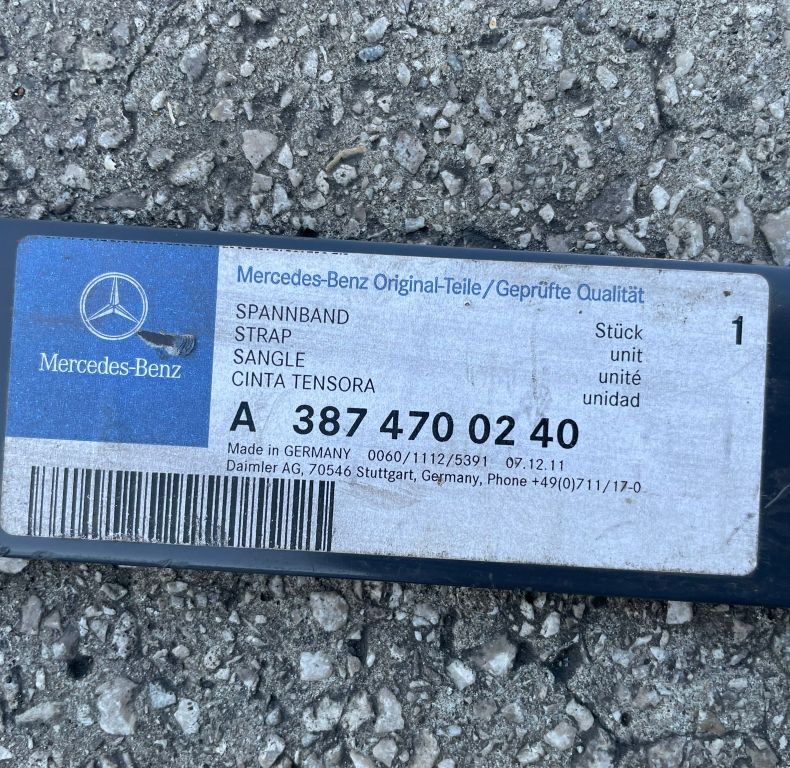 Mercedes-Benz
Mercedes-Benz Original-Teile/Geprüfte Qualität
SPANNBAND
STRAP
SANGLE
CINTA TENSORA
Stück
unit
unité
unidad
1
A 387 470 02 40
Made in GERMANY 0060/1112/5391 07.12.11
Daimler AG, 70546 Stuttgart, Germany, Phone +49(0)711/17-0